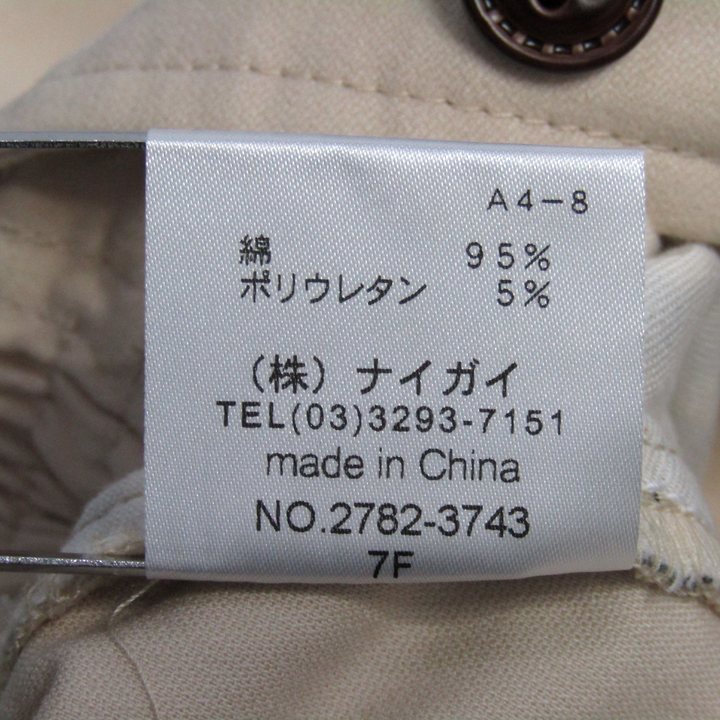 A4-8
綿 95%
ポリウレタン 5%
(株)ナイガイ
TEL(03)3293-7151
made in China
NO.2782-3743
7F